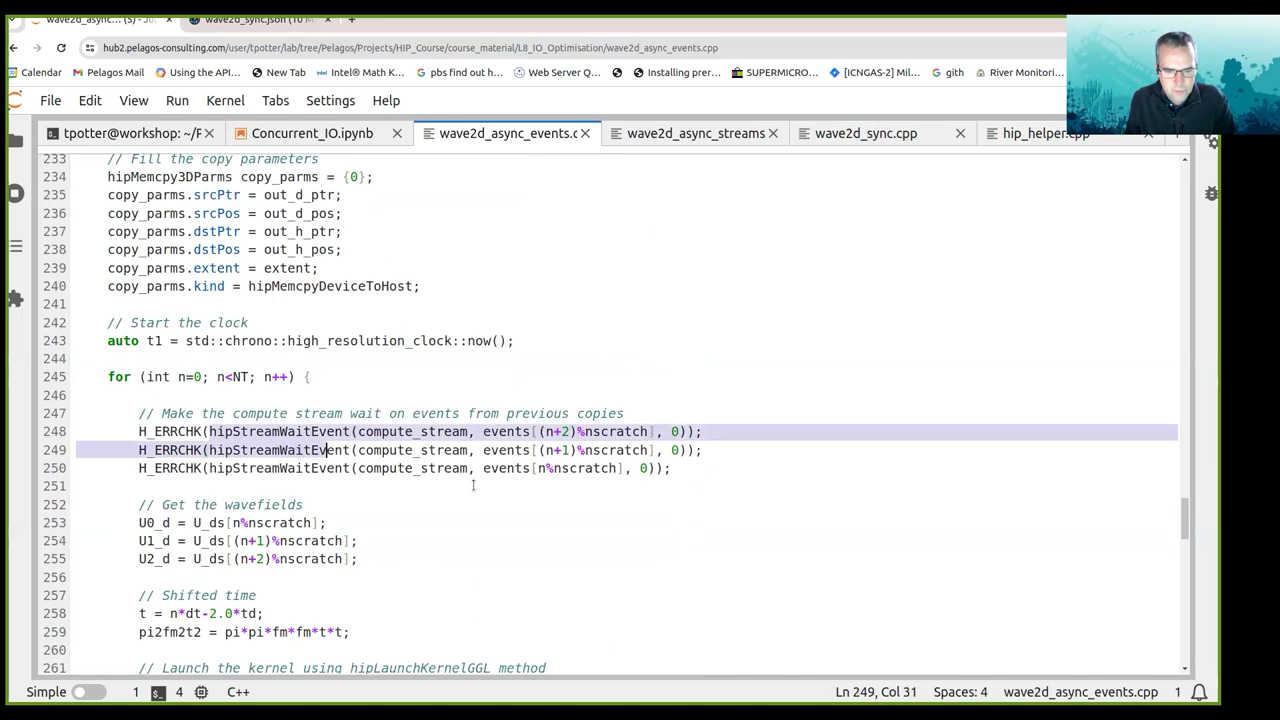 wave2d_async... (5) - Ju
wave2d_sync.json (10 M
hub2.pelagos-consulting.com/user/tpotter/lab/tree/Pelagos/Projects/HIP_Course/course_material/L8_IO_Optimisation/wave2d_async_events.cpp
Calendar Pelagos Mail Using the API... New Tab Intel® Math K... pbs find out h... Web Server Q... Installing prer... SUPERMICRO... [ICNGAS-2] Mil... gith River Monitori...
File Edit View Run Kernel Tabs Settings Help
tpotter@workshop: ~/F Concurrent_IO.ipynb wave2d_async_events.c wave2d_async_streams wave2d_sync.cpp hip_helper.cpp
233 // Fill the copy parameters
234 hipMemcpy3DParms copy_parms = {0};
235 copy_parms.srcPtr = out_d_ptr;
236 copy_parms.srcPos = out_d_pos;
237 copy_parms.dstPtr = out_h_ptr;
238 copy_parms.dstPos = out_h_pos;
239 copy_parms.extent = extent;
240 copy_parms.kind = hipMemcpyDeviceToHost;
241
242 // Start the clock
243 auto t1 = std::chrono::high_resolution_clock::now();
244
245 for (int n=0; n<NT; n++) {
246
247 // Make the compute stream wait on events from previous copies
248 H_ERRCHK(hipStreamWaitEvent(compute_stream, events[(n+2)%nscratch], 0));
249 H_ERRCHK(hipStreamWaitEvent(compute_stream, events[(n+1)%nscratch], 0));
250 H_ERRCHK(hipStreamWaitEvent(compute_stream, events[n%nscratch], 0));
251
252 // Get the wavefields
253 U0_d = U_ds[n%nscratch];
254 U1_d = U_ds[(n+1)%nscratch];
255 U2_d = U_ds[(n+2)%nscratch];
256
257 // Shifted time
258 t = n*dt-2.0*td;
259 pi2fm2t2 = pi*pi*fm*fm*t*t;
260
261 // Launch the kernel using hipLaunchKernelGGL method
Simple 1 4 C++ Ln 249, Col 31 Spaces: 4 wave2d_async_events.cpp 1